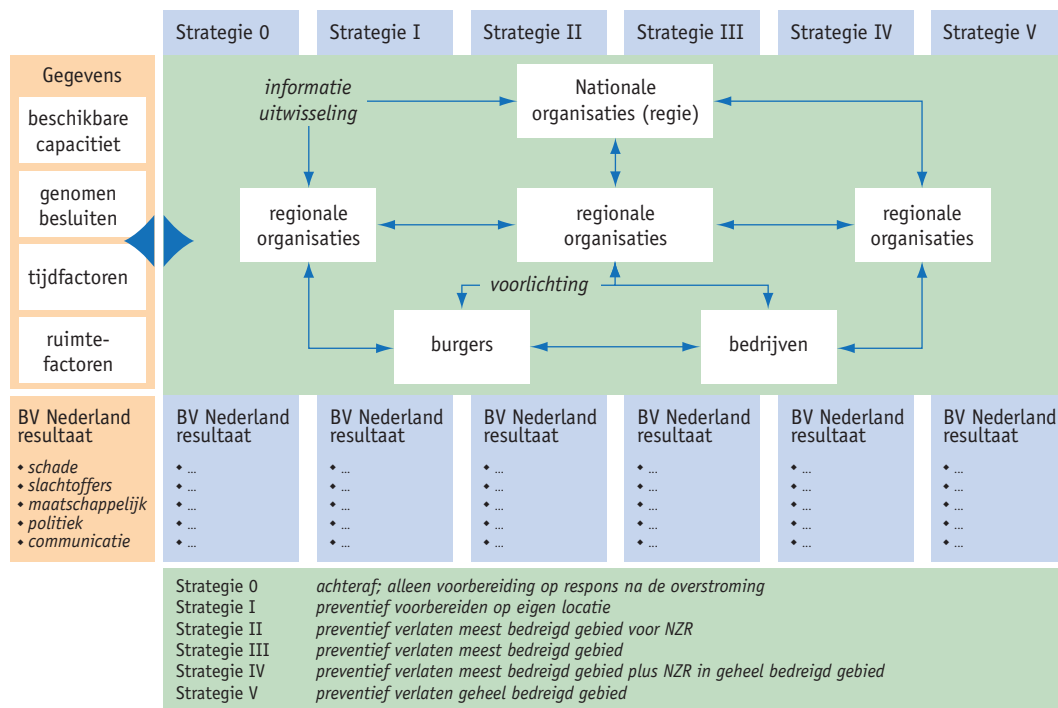 Strategie 0
Strategie I
Strategie II
Strategie III
Strategie IV
Strategie V
Gegevens
beschikbare
capacitiet
genomen
besluiten
tijdfactoren
ruimte-
factoren
informatie
uitwisseling
Nationale
organisaties (regie)
regionale
organisaties
regionale
organisaties
regionale
organisaties
voorlichting
burgers
bedrijven
BV Nederland
resultaat
• schade
• slachtoffers
• maatschappelijk
• politiek
• communicatie
BV Nederland
resultaat
• ...
• ...
• ...
• ...
• ...
BV Nederland
resultaat
• ...
• ...
• ...
• ...
• ...
BV Nederland
resultaat
• ...
• ...
• ...
• ...
• ...
BV Nederland
resultaat
• ...
• ...
• ...
• ...
• ...
BV Nederland
resultaat
• ...
• ...
• ...
• ...
• ...
BV Nederland
resultaat
• ...
• ...
• ...
• ...
• ...
Strategie 0 achteraf; alleen voorbereiding op respons na de overstroming
Strategie I preventief voorbereiden op eigen locatie
Strategie II preventief verlaten meest bedreigd gebied voor NZR
Strategie III preventief verlaten meest bedreigd gebied
Strategie IV preventief verlaten meest bedreigd gebied plus NZR in geheel bedreigd gebied
Strategie V preventief verlaten geheel bedreigd gebied